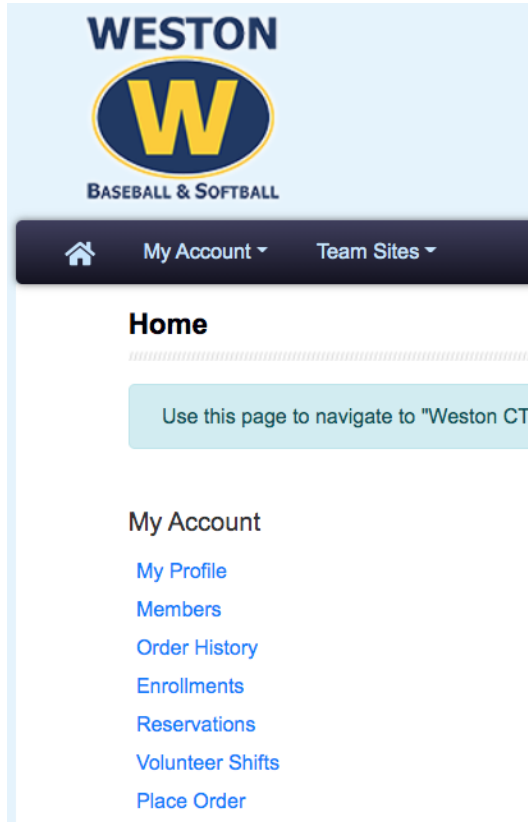 WESTON
W
BASEBALL & SOFTBALL
My Account Team Sites
Home
Use this page to navigate to "Weston CT
My Account
My Profile
Members
Order History
Enrollments
Reservations
Volunteer Shifts
Place Order